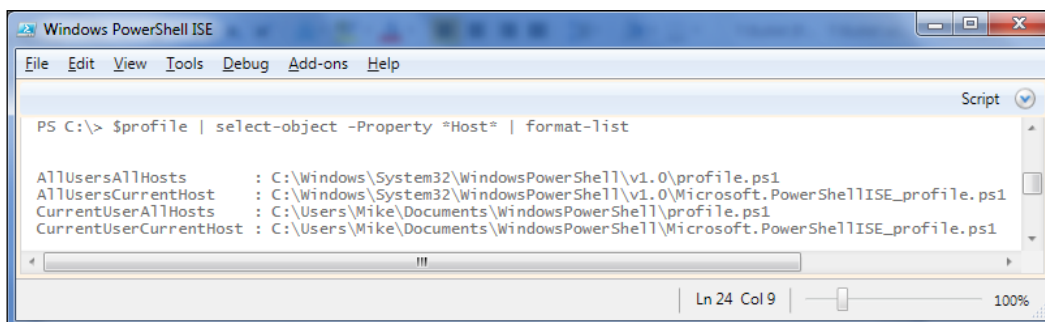 Windows PowerShell ISE
File Edit View Tools Debug Add-ons Help
Script
PS C:\> $profile | select-object -Property *Host* | format-list
AllUsersAllHosts       : C:\Windows\System32\WindowsPowerShell\v1.0\profile.ps1
AllUsersCurrentHost    : C:\Windows\System32\WindowsPowerShell\v1.0\Microsoft.PowerShellISE_profile.ps1
CurrentUserAllHosts    : C:\Users\Mike\Documents\WindowsPowerShell\profile.ps1
CurrentUserCurrentHost : C:\Users\Mike\Documents\WindowsPowerShell\Microsoft.PowerShellISE_profile.ps1
Ln 24 Col 9 100%